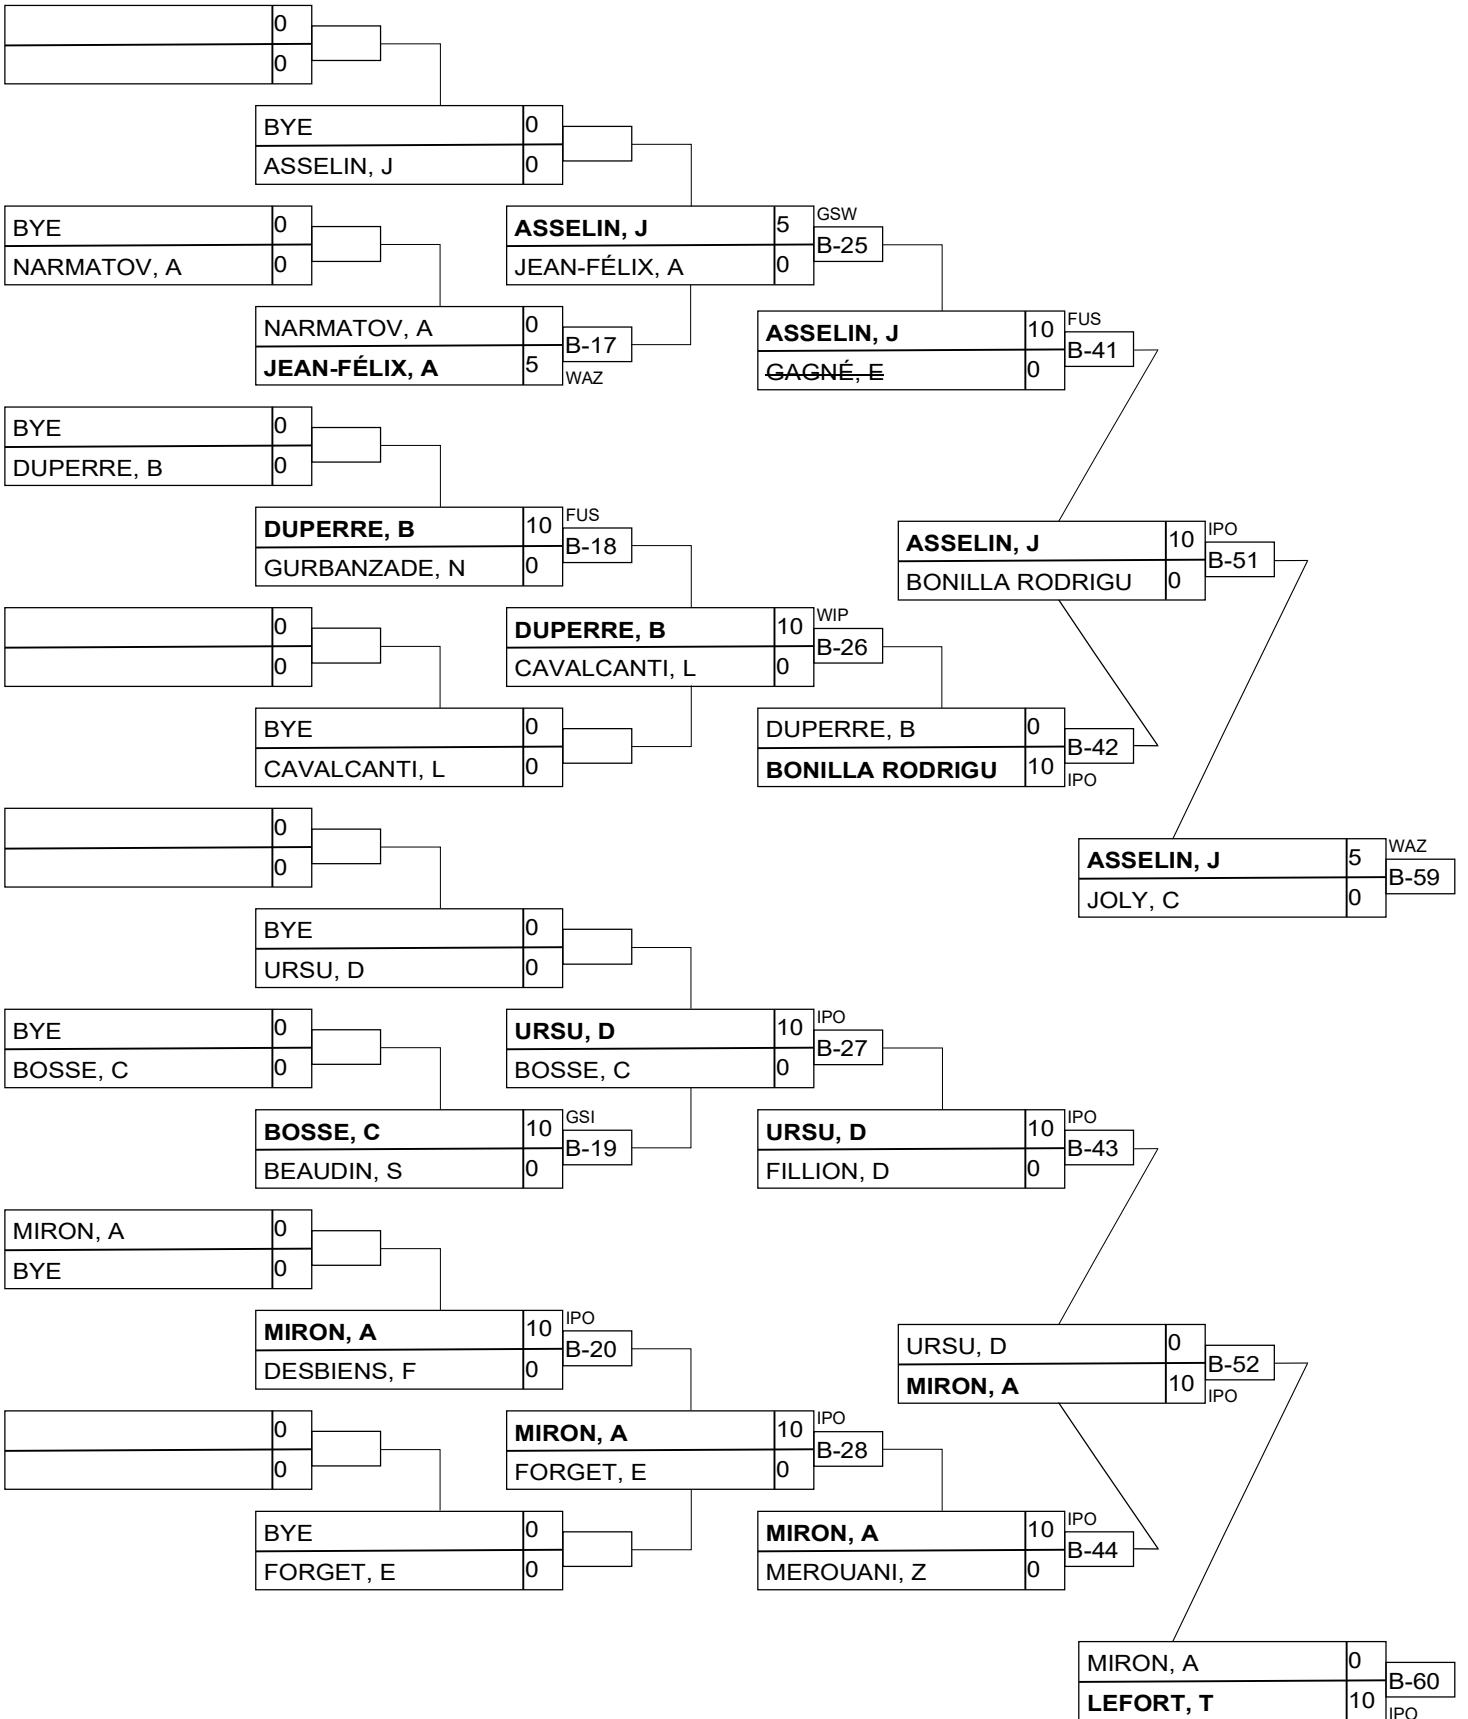 0
0
BYE 0
ASSELIN, J 0
BYE 0
NARMATOV, A 0
ASSELIN, J 5 GSW
B-25
JEAN-FÉLIX, A 0
NARMATOV, A 0
B-17
JEAN-FÉLIX, A 5 WAZ
ASSELIN, J 10 FUS
B-41
GAGNÉ, E 0
BYE 0
DUPERRE, B 0
DUPERRE, B 10 FUS
B-18
GURBANZADE, N 0
ASSELIN, J 10 IPO
B-51
BONILLA RODRIGU 0
0
0
DUPERRE, B 10 WIP
B-26
CAVALCANTI, L 0
BYE 0
CAVALCANTI, L 0
DUPERRE, B 0
B-42
BONILLA RODRIGU 10 IPO
0
0
ASSELIN, J 5 WAZ
B-59
JOLY, C 0
BYE 0
URSU, D 0
BYE 0
BOSSE, C 0
URSU, D 10 IPO
B-27
BOSSE, C 0
BOSSE, C 10 GSI
B-19
BEAUDIN, S 0
URSU, D 10 IPO
B-43
FILLION, D 0
MIRON, A 0
BYE 0
MIRON, A 10 IPO
B-20
DESBIENS, F 0
URSU, D 0
B-52
MIRON, A 10 IPO
0
0
MIRON, A 10 IPO
B-28
FORGET, E 0
BYE 0
FORGET, E 0
MIRON, A 10 IPO
B-44
MEROUANI, Z 0
MIRON, A 0
B-60
LEFORT, T 10 IPO